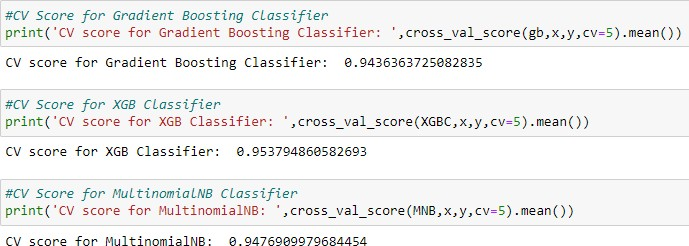 #CV Score for Gradient Boosting Classifier
print('CV score for Gradient Boosting Classifier: ',cross_val_score(gb,x,y,cv=5).mean())
CV score for Gradient Boosting Classifier:  0.9436363725082835
#CV Score for XGB Classifier
print('CV score for XGB Classifier: ',cross_val_score(XGBC,x,y,cv=5).mean())
CV score for XGB Classifier:  0.953794860582693
#CV Score for MultinomialNB Classifier
print('CV score for MultinomialNB: ',cross_val_score(MNB,x,y,cv=5).mean())
CV score for MultinomialNB:  0.9476909979684454